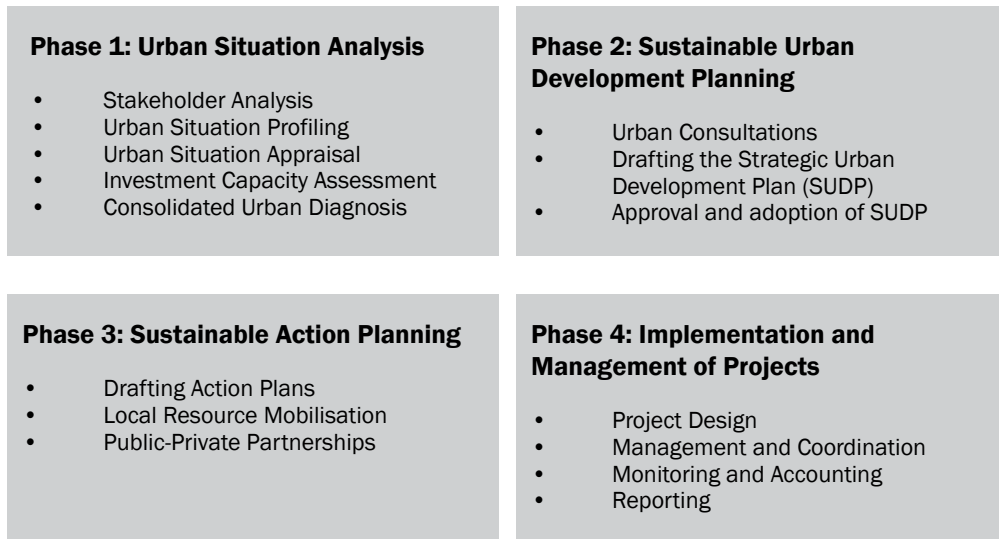 Phase 1: Urban Situation Analysis
• Stakeholder Analysis
• Urban Situation Profiling
• Urban Situation Appraisal
• Investment Capacity Assessment
• Consolidated Urban Diagnosis
Phase 2: Sustainable Urban
Development Planning
• Urban Consultations
• Drafting the Strategic Urban
Development Plan (SUDP)
• Approval and adoption of SUDP
Phase 3: Sustainable Action Planning
• Drafting Action Plans
• Local Resource Mobilisation
• Public-Private Partnerships
Phase 4: Implementation and
Management of Projects
• Project Design
• Management and Coordination
• Monitoring and Accounting
• Reporting